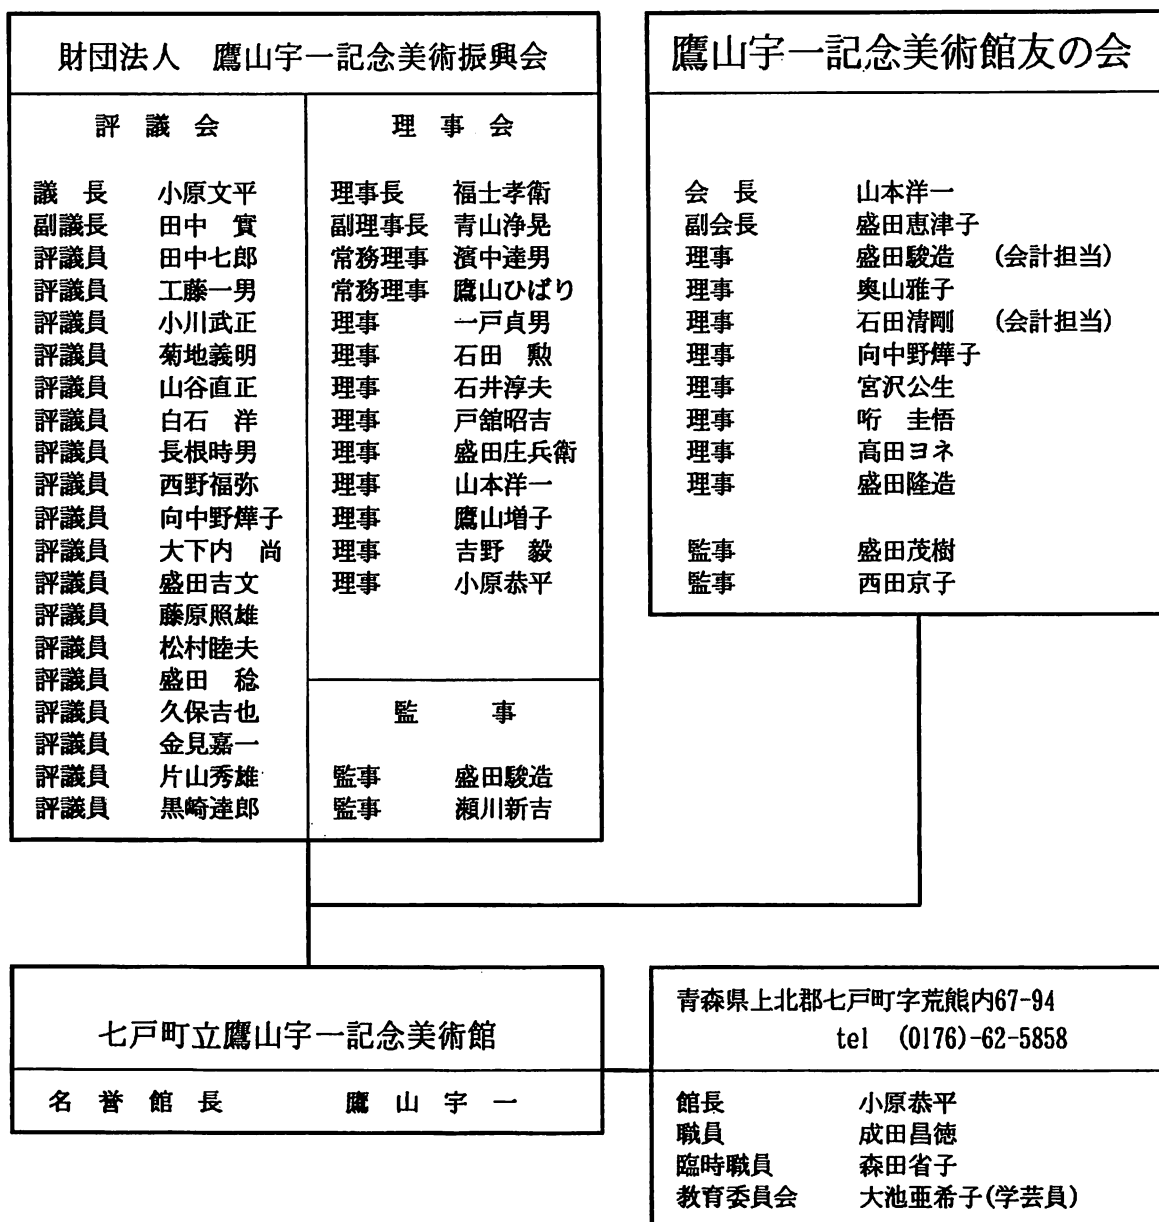 財団法人　鷹山宇一記念美術振興会
評　議　会
議　長　小原文平
副議長　田中　實
評議員　田中七郎
評議員　工藤一男
評議員　小川武正
評議員　菊地義明
評議員　山谷直正
評議員　白石　洋
評議員　長根時男
評議員　西野福弥
評議員　向中野燁子
評議員　大下内　尚
評議員　盛田吉文
評議員　藤原照雄
評議員　松村睦夫
評議員　盛田　稔
評議員　久保吉也
評議員　金見嘉一
評議員　片山秀雄
評議員　黒崎達郎
理　事　会
理事長　福士孝衛
副理事長　青山浄晃
常務理事　濱中達男
常務理事　鷹山ひばり
理事　一戸貞男
理事　石田　勲
理事　石井淳夫
理事　戸舘昭吉
理事　盛田庄兵衛
理事　山本洋一
理事　鷹山増子
理事　吉野　毅
理事　小原恭平
監　事
監事　盛田駿造
監事　瀬川新吉
鷹山宇一記念美術館友の会
会　長　山本洋一
副会長　盛田恵津子
理事　盛田駿造　(会計担当)
理事　奥山雅子
理事　石田清剛　(会計担当)
理事　向中野燁子
理事　宮沢公生
理事　哘　圭悟
理事　高田ヨネ
理事　盛田隆造
監事　盛田茂樹
監事　西田京子
七戸町立鷹山宇一記念美術館
名　誉　館　長　鷹　山　宇　一
青森県上北郡七戸町字荒熊内67-94
tel　(0176)-62-5858
館長　小原恭平
職員　成田昌徳
臨時職員　森田省子
教育委員会　大池亜希子(学芸員)